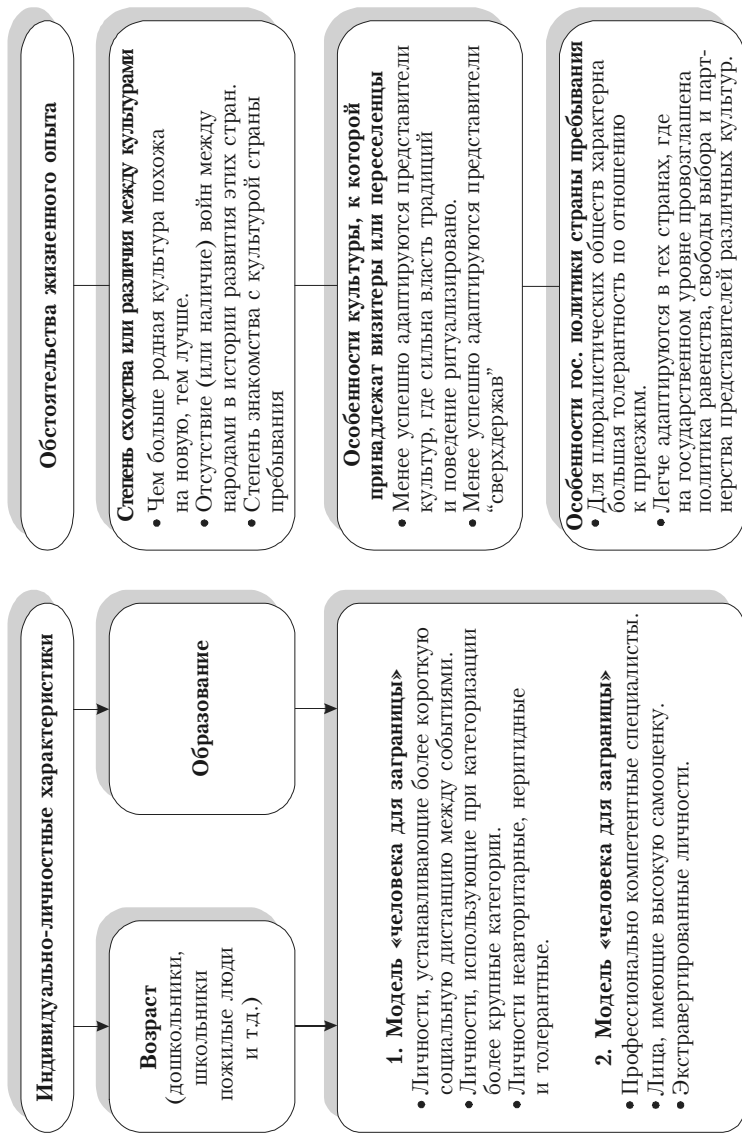 Индивидуально-личностные характеристики
Возраст
(дошкольники,
школьники
пожилые люди
и т.д.)
Образование
1. Модель «человека для заграницы»
• Личности, устанавливающие более короткую
социальную дистанцию между событиями.
• Личности, использующие при категоризации
более крупные категории.
• Личности неавторитарные, неригидные
и толерантные.
2. Модель «человека для заграницы»
• Профессионально компетентные специалисты.
• Лица, имеющие высокую самооценку.
• Экстравертированные личности.
Обстоятельства жизненного опыта
Степень сходства или различия между культурами
• Чем больше родная культура похожа
на новую, тем лучше.
• Отсутствие (или наличие) войн между
народами в истории развития этих стран.
• Степень знакомства с культурой страны
пребывания
Особенности культуры, к которой
принадлежат визитеры или переселенцы
• Менее успешно адаптируются представители
культур, где сильна власть традиций
и поведение ритуализировано.
• Менее успешно адаптируются представители
“сверхдержав”
Особенности гос. политики страны пребывания
• Для плюралистических обществ характерна
большая толерантность по отношению
к приезжим.
• Легче адаптируются в тех странах, где
на государственном уровне провозглашена
политика равенства, свободы выбора и парт-
нерства представителей различных культур.